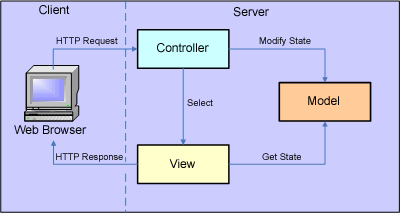 Client
Server
HTTP Request
Controller
Modify State
Select
Model
Web Browser
HTTP Response
View
Get State